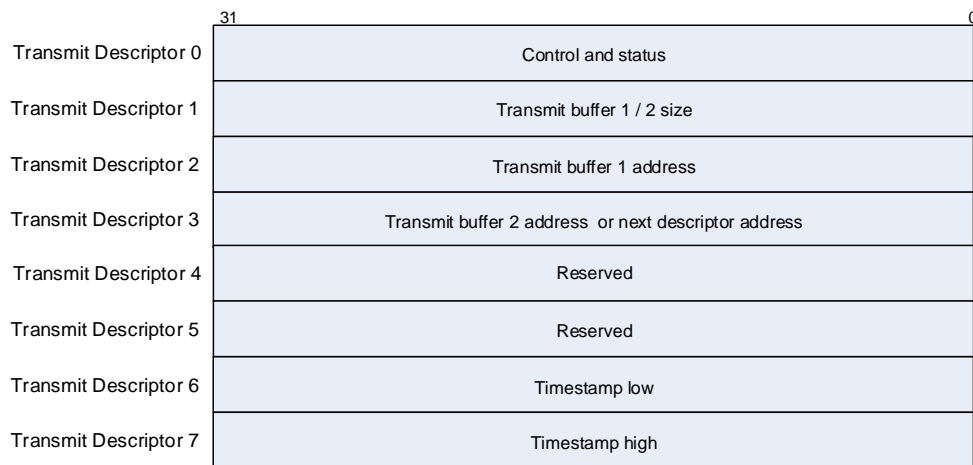 31 0
Transmit Descriptor 0 Control and status
Transmit Descriptor 1 Transmit buffer 1 / 2 size
Transmit Descriptor 2 Transmit buffer 1 address
Transmit Descriptor 3 Transmit buffer 2 address or next descriptor address
Transmit Descriptor 4 Reserved
Transmit Descriptor 5 Reserved
Transmit Descriptor 6 Timestamp low
Transmit Descriptor 7 Timestamp high